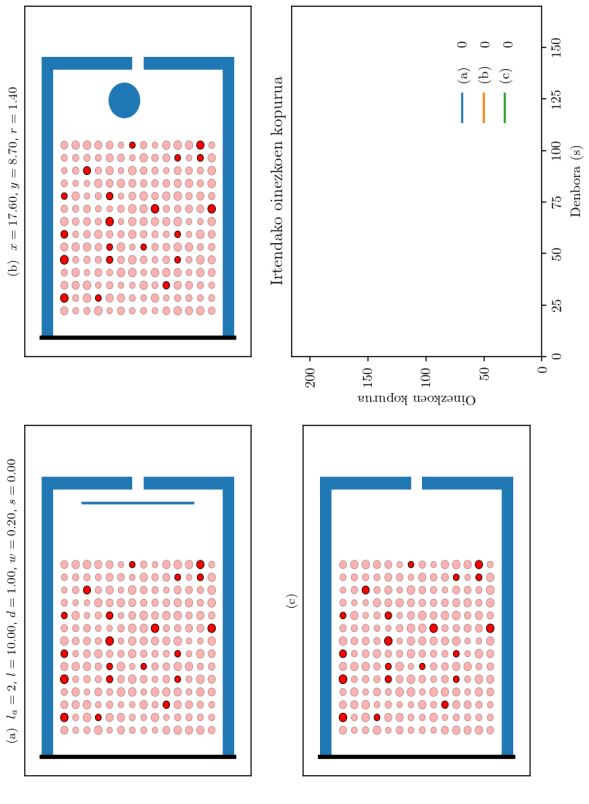 (a) $l_a = 2$, $l = 10.00$, $d = 1.00$, $w = 0.20$, $s = 0.00$
(b) $x = 17.60$, $y = 8.70$, $r = 1.40$
(c)
Irtendako oinezkoen kopurua
Oinezkoen kopurua
200
150
100
50
0
(a) 0
(b) 0
(c) 0
0 25 50 75 100 125 150
Denbora (s)